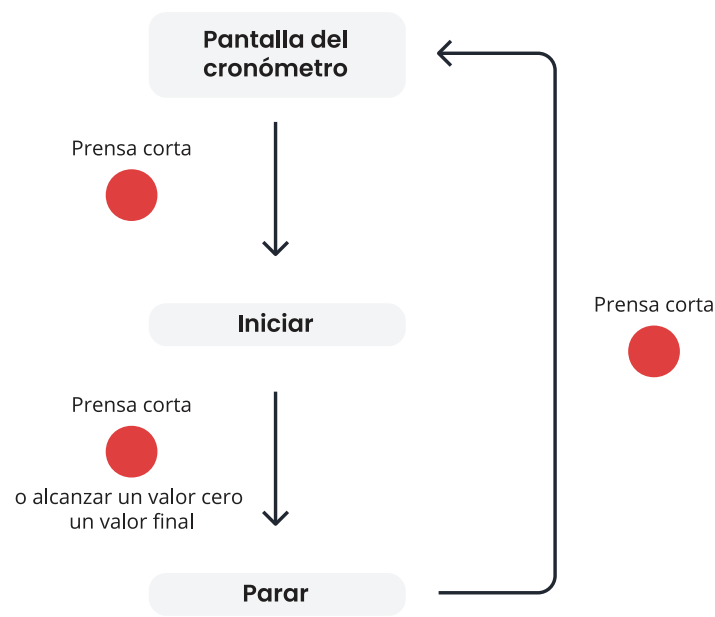 Pantalla del
cronómetro
Prensa corta
Iniciar
Prensa corta
Prensa corta
o alcanzar un valor cero
un valor final
Parar